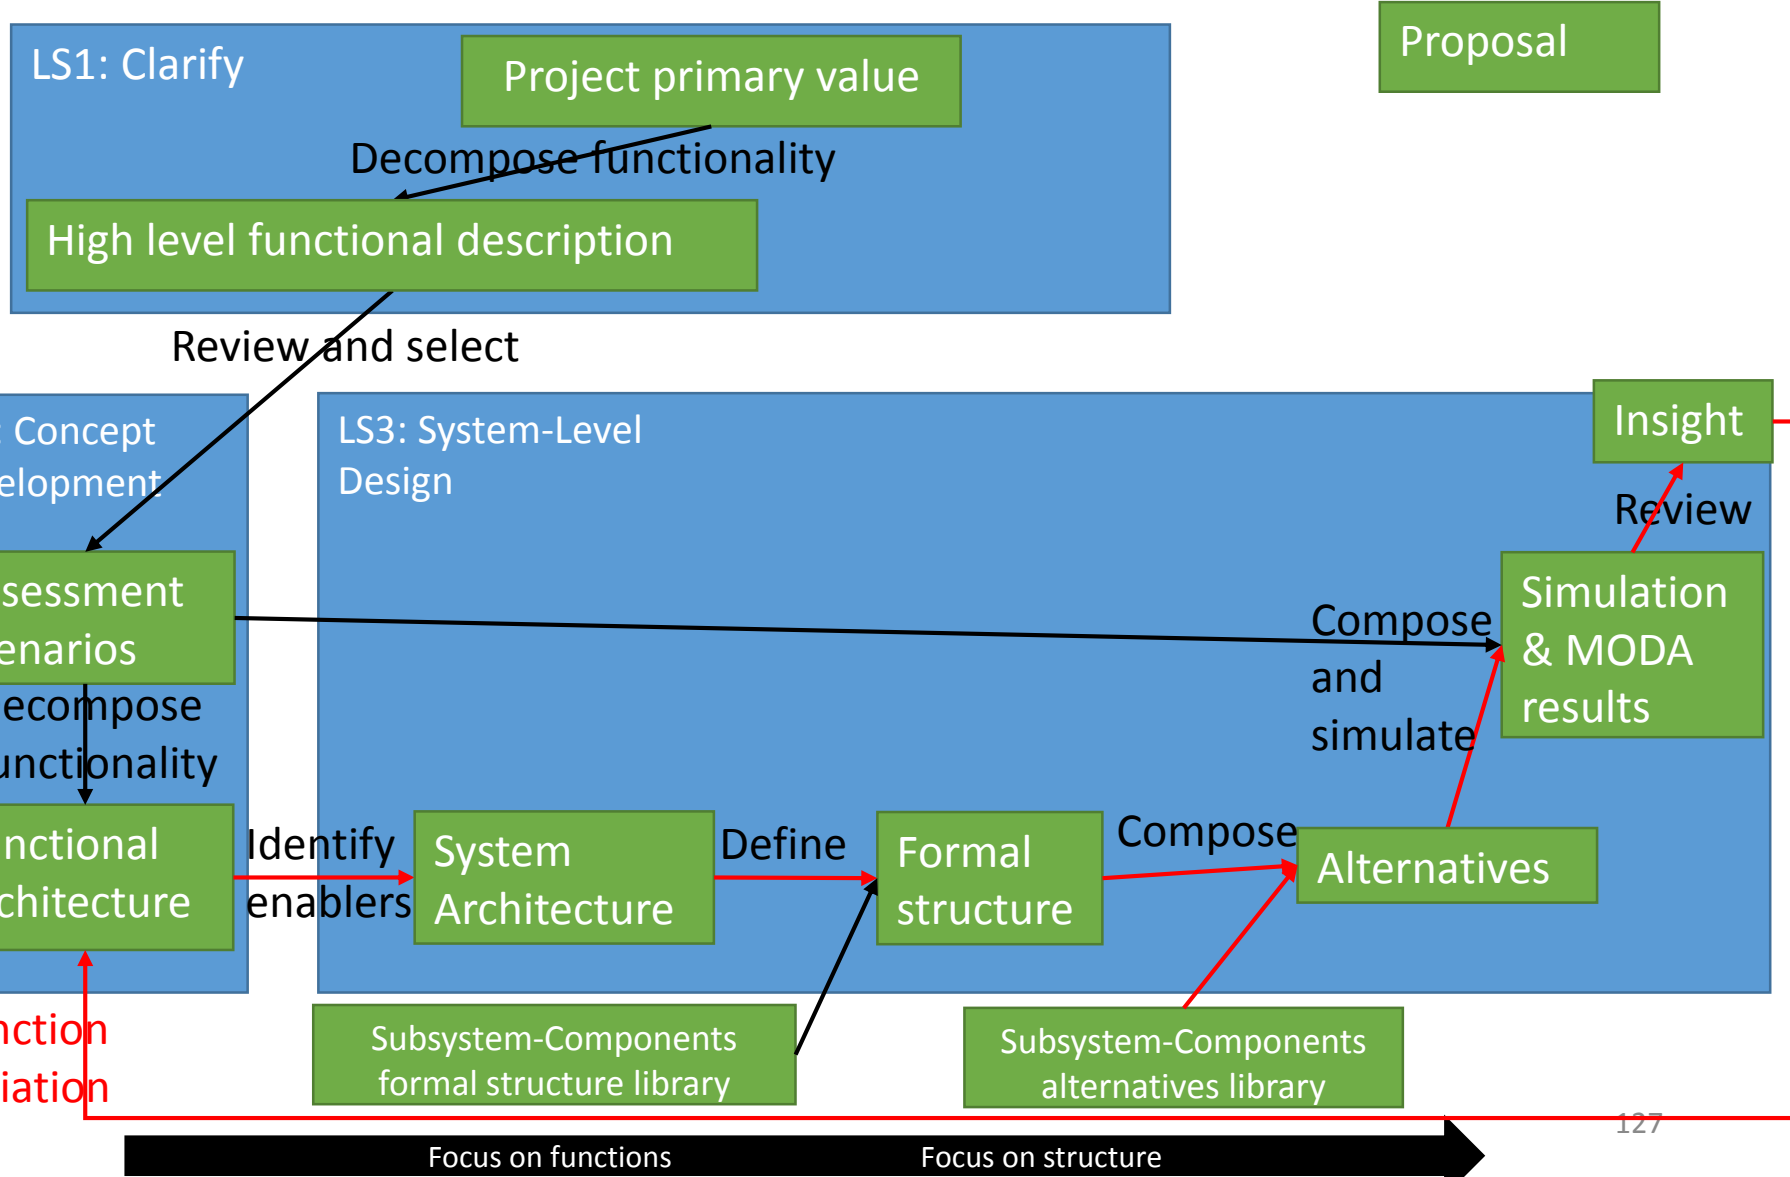 Proposal
LS1: Clarify
Project primary value
Decompose functionality
High level functional description
Review and select
: Concept
elopment
LS3: System-Level
Design
Insight
Review
sessment
enarios
Compose
and
simulate
Simulation
& MODA
results
ecompose
unctionality
nctional
chitecture
Identify
enablers
System
Architecture
Define
Formal
structure
Compose
Alternatives
nction
iation
Subsystem-Components
formal structure library
Subsystem-Components
alternatives library
127
Focus on functions
Focus on structure